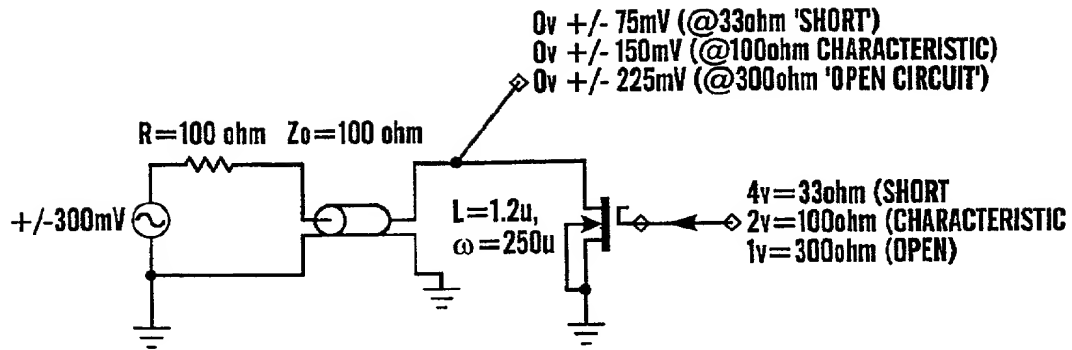 0v +/- 75mV (@33ohm 'SHORT')
0v +/- 150mV (@100ohm CHARACTERISTIC)
0v +/- 225mV (@300ohm 'OPEN CIRCUIT')
R=100 ohm Zo=100 ohm
+/-300mV
L=1.2u,
ω=250u
4v=33ohm (SHORT
2v=100ohm (CHARACTERISTIC
1v=300ohm (OPEN)